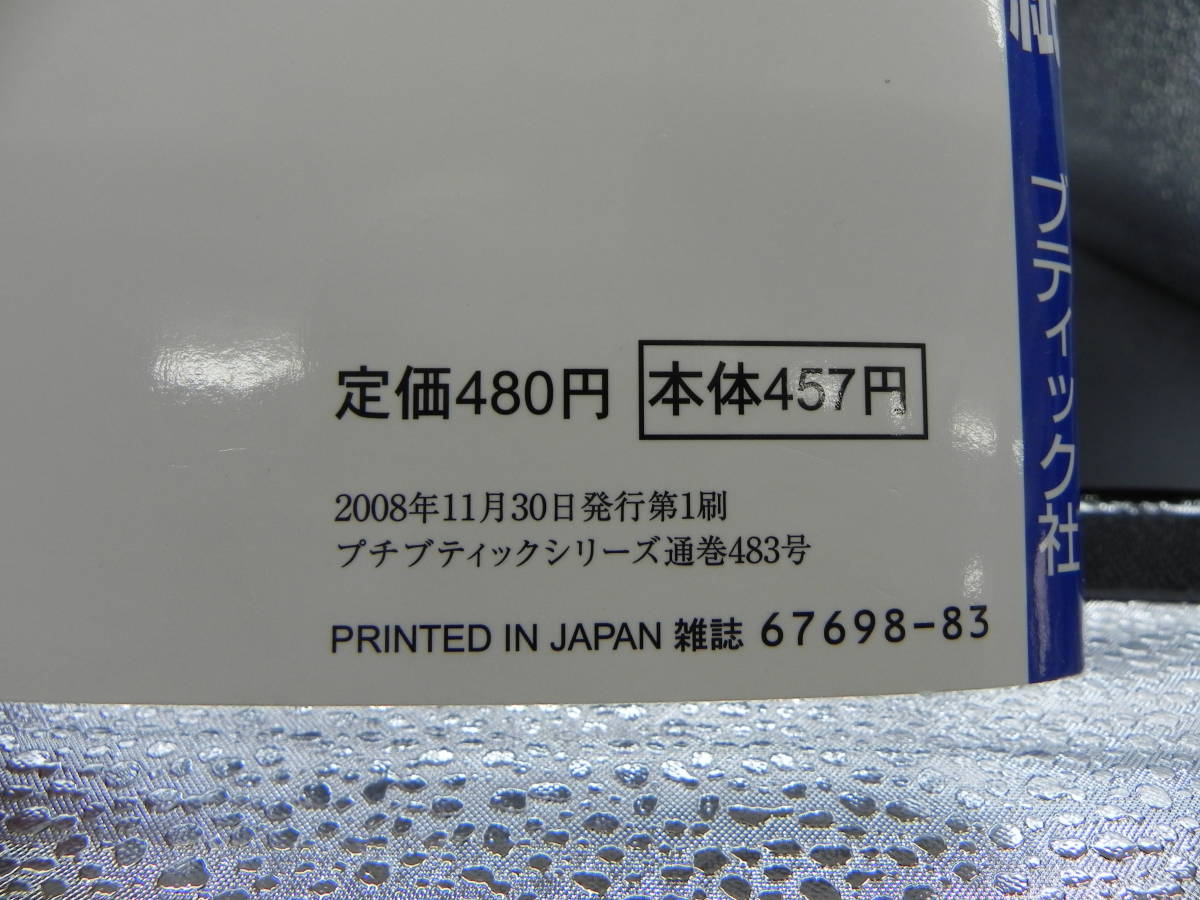 定価480円 本体457円
2008年11月30日発行第1刷
プチブティックシリーズ通巻483号
PRINTED IN JAPAN 雑誌 67698-83
ブティック社